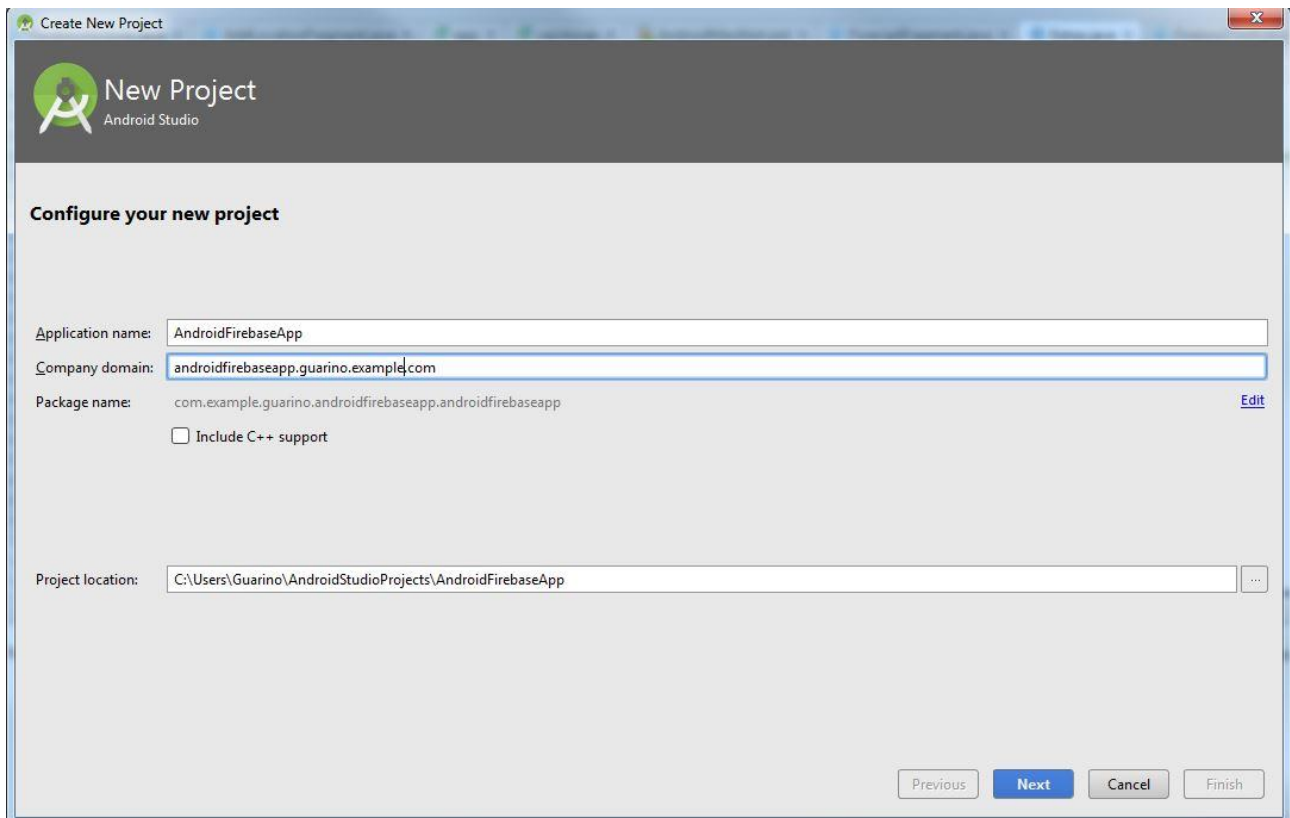 Create New Project
New Project
Android Studio
Configure your new project
Application name: AndroidFirebaseApp
Company domain: androidfirebaseapp.guarino.example.com
Package name: com.example.guarino.androidfirebaseapp.androidfirebaseapp Edit
Include C++ support
Project location: C:\Users\Guarino\AndroidStudioProjects\AndroidFirebaseApp ...
Previous Next Cancel Finish